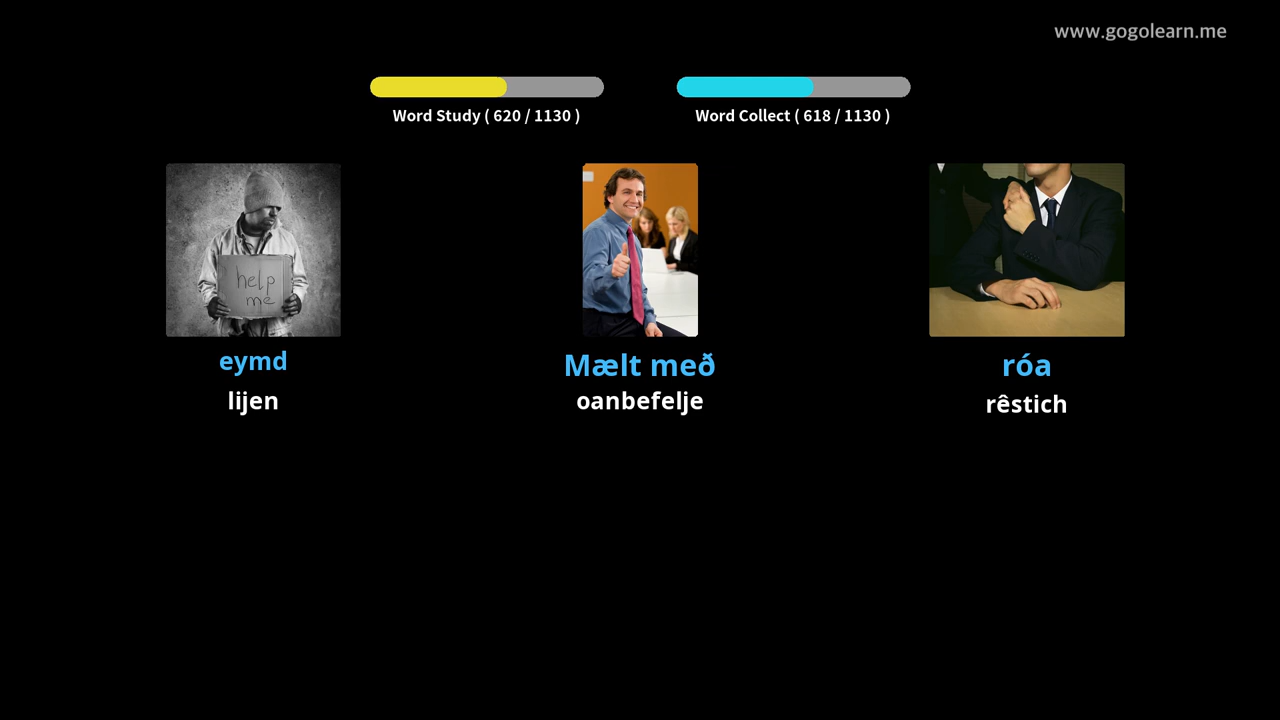 www.gogolearn.me
Word Study ( 620 / 1130 )
Word Collect ( 618 / 1130 )
help
me
eymd
Mælt með
róa
lijen
oanbefelje
rêstich